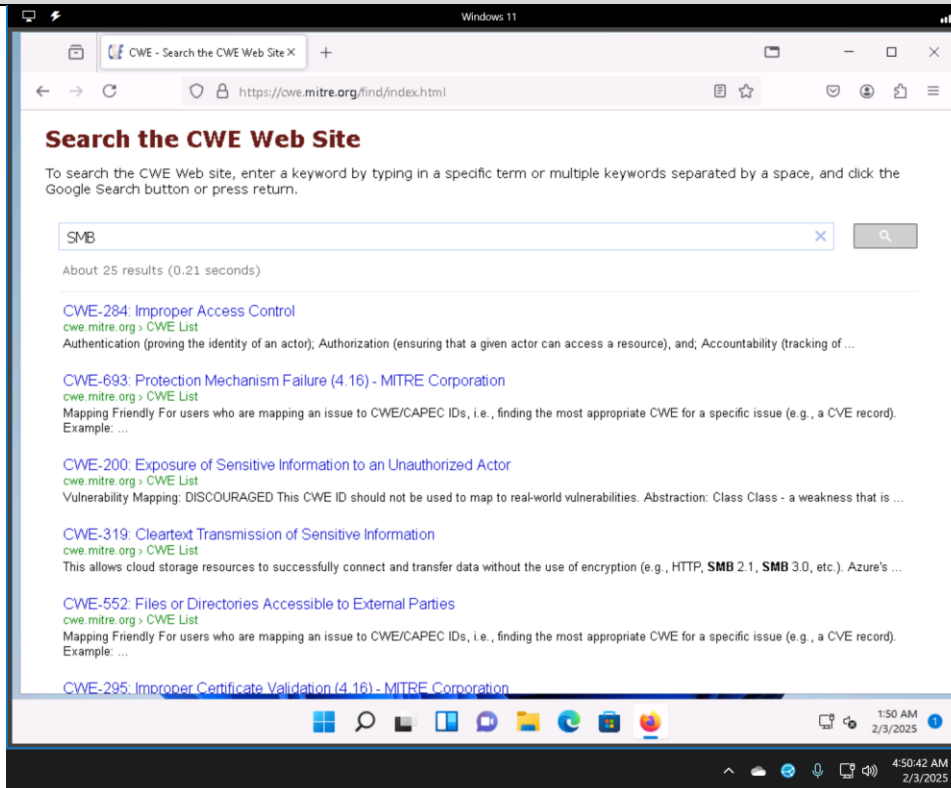 Windows 11
CWE - Search the CWE Web Site
https://cwe.mitre.org/find/index.html
Search the CWE Web Site
To search the CWE Web site, enter a keyword by typing in a specific term or multiple keywords separated by a space, and click the
Google Search button or press return.
SMB
About 25 results (0.21 seconds)
CWE-284: Improper Access Control
cwe.mitre.org › CWE List
Authentication (proving the identity of an actor); Authorization (ensuring that a given actor can access a resource), and; Accountability (tracking of ...
CWE-693: Protection Mechanism Failure (4.16) - MITRE Corporation
cwe.mitre.org › CWE List
Mapping Friendly For users who are mapping an issue to CWE/CAPEC IDs, i.e., finding the most appropriate CWE for a specific issue (e.g., a CVE record).
Example: ...
CWE-200: Exposure of Sensitive Information to an Unauthorized Actor
cwe.mitre.org › CWE List
Vulnerability Mapping: DISCOURAGED This CWE ID should not be used to map to real-world vulnerabilities. Abstraction: Class Class - a weakness that is ...
CWE-319: Cleartext Transmission of Sensitive Information
cwe.mitre.org › CWE List
This allows cloud storage resources to successfully connect and transfer data without the use of encryption (e.g., HTTP, SMB 2.1, SMB 3.0, etc.). Azure's ...
CWE-552: Files or Directories Accessible to External Parties
cwe.mitre.org › CWE List
Mapping Friendly For users who are mapping an issue to CWE/CAPEC IDs, i.e., finding the most appropriate CWE for a specific issue (e.g., a CVE record).
Example: ...
CWE-295: Improper Certificate Validation (4.16) - MITRE Corporation
1:50 AM
2/3/2025
1
4:50:42 AM
2/3/2025